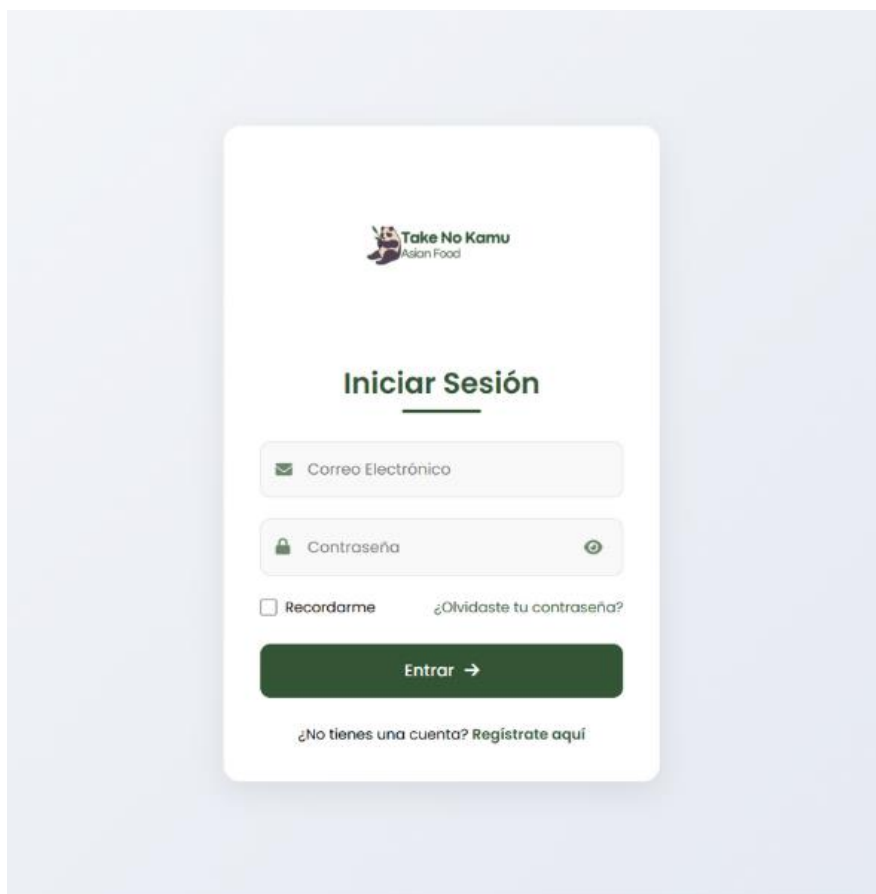 Take No Kamu
Asian Food
Iniciar Sesión
Correo Electrónico
Contraseña
Recordarme ¿Olvidaste tu contraseña?
Entrar →
¿No tienes una cuenta? Regístrate aquí